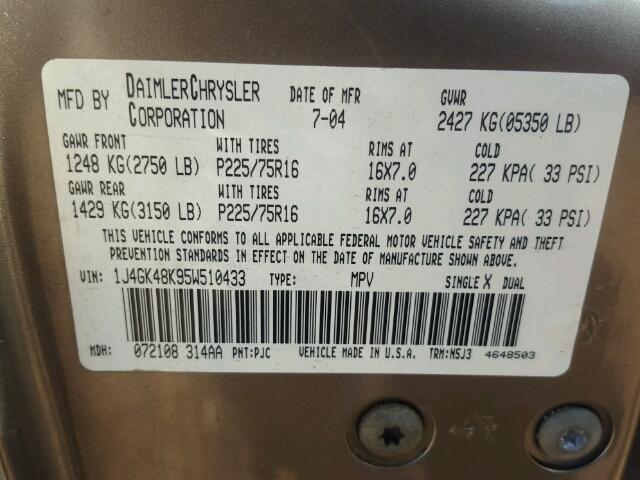 MFD BY DAIMLERCHRYSLER CORPORATION DATE OF MFR 7-04 GVWR 2427 KG(05350 LB)
GAWR FRONT WITH TIRES RIMS AT COLD
1248 KG(2750 LB) P225/75R16 16X7.0 227 KPA( 33 PSI)
GAWR REAR WITH TIRES RIMS AT COLD
1429 KG(3150 LB) P225/75R16 16X7.0 227 KPA( 33 PSI)
THIS VEHICLE CONFORMS TO ALL APPLICABLE FEDERAL MOTOR VEHICLE SAFETY AND THEFT
PREVENTION STANDARDS IN EFFECT ON THE DATE OF MANUFACTURE SHOWN ABOVE.
VIN: 1J4GK48K95W510433 TYPE: MPV SINGLE X DUAL
MDH: 072108 314AA PNT:PJC VEHICLE MADE IN U.S.A. TRM:N5J3 4648503